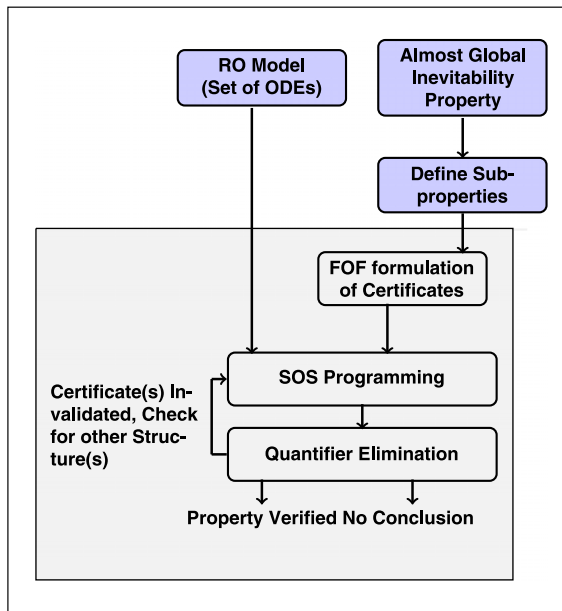 RO Model
(Set of ODEs)
Almost Global
Inevitability
Property
Define Sub-
properties
FOF formulation
of Certificates
SOS Programming
Certificate(s) In-
validated, Check
for other Struc-
ture(s)
Quantifier Elimination
Property Verified No Conclusion